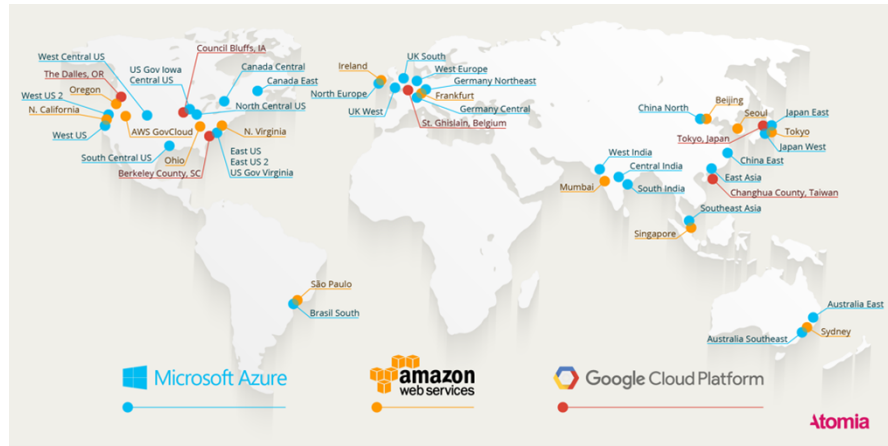 Council Bluffs, IA
West Central US
US Gov Iowa
Central US
Canada Central
Canada East
The Dalles, OR
Oregon
West US 2
N. California
West US
AWS GovCloud
North Central US
N. Virginia
South Central US
Ohio
Berkeley County, SC
East US
East US 2
US Gov Virginia
Ireland
North Europe
UK South
West Europe
Germany Northeast
Frankfurt
UK West
Germany Central
St. Ghislain, Belgium
China North
Beijing
Seoul
Japan East
Tokyo, Japan
Tokyo
Japan West
West India
Central India
China East
Mumbai
South India
East Asia
Changhua County, Taiwan
Southeast Asia
Singapore
São Paulo
Brasil South
Australia East
Australia Southeast
Sydney
Microsoft Azure
amazon
web services
Google Cloud Platform
Atomia